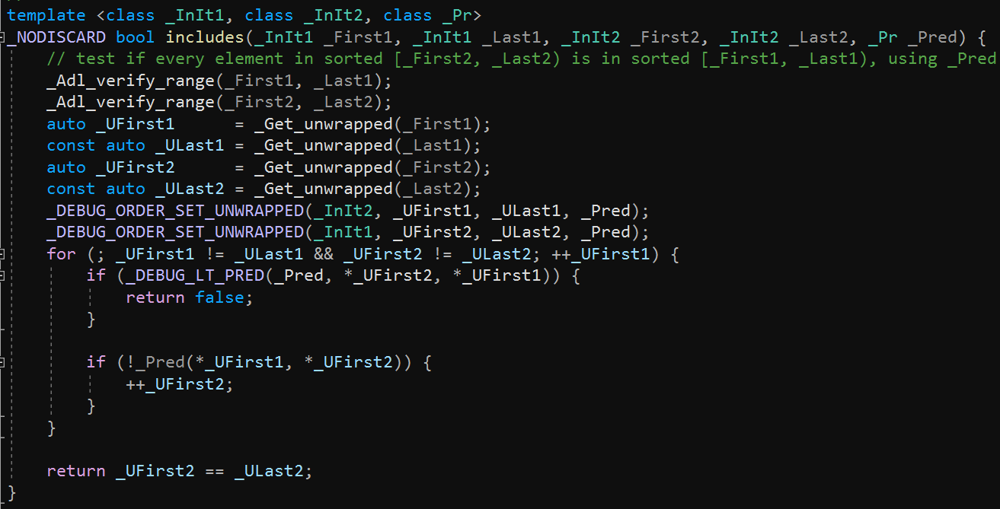 template <class _InIt1, class _InIt2, class _Pr>
_NODISCARD bool includes(_InIt1 _First1, _InIt1 _Last1, _InIt2 _First2, _InIt2 _Last2, _Pr _Pred) {
    // test if every element in sorted [_First2, _Last2) is in sorted [_First1, _Last1), using _Pred
    _Adl_verify_range(_First1, _Last1);
    _Adl_verify_range(_First2, _Last2);
    auto _UFirst1      = _Get_unwrapped(_First1);
    const auto _ULast1 = _Get_unwrapped(_Last1);
    auto _UFirst2      = _Get_unwrapped(_First2);
    const auto _ULast2 = _Get_unwrapped(_Last2);
    _DEBUG_ORDER_SET_UNWRAPPED(_InIt2, _UFirst1, _ULast1, _Pred);
    _DEBUG_ORDER_SET_UNWRAPPED(_InIt1, _UFirst2, _ULast2, _Pred);
    for (; _UFirst1 != _ULast1 && _UFirst2 != _ULast2; ++_UFirst1) {
        if (_DEBUG_LT_PRED(_Pred, *_UFirst2, *_UFirst1)) {
            return false;
        }

        if (!_Pred(*_UFirst1, *_UFirst2)) {
            ++_UFirst2;
        }
    }

    return _UFirst2 == _ULast2;
}